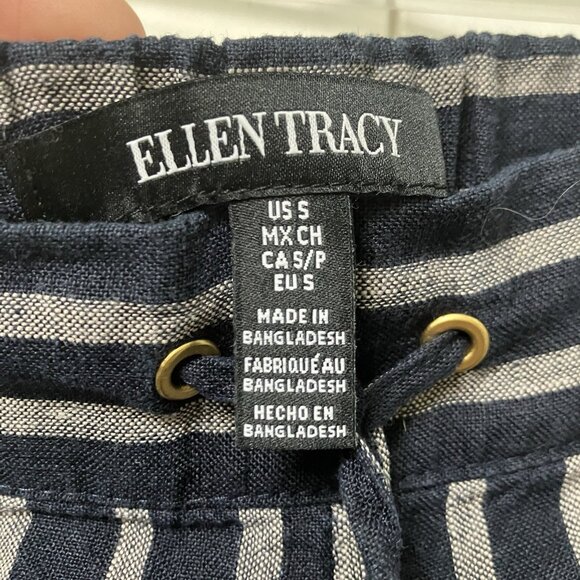 ELLEN TRACY
US S
MX CH
CA S/P
EU S
MADE IN
BANGLADESH
FABRIQUÉ AU
BANGLADESH
HECHO EN
BANGLADESH